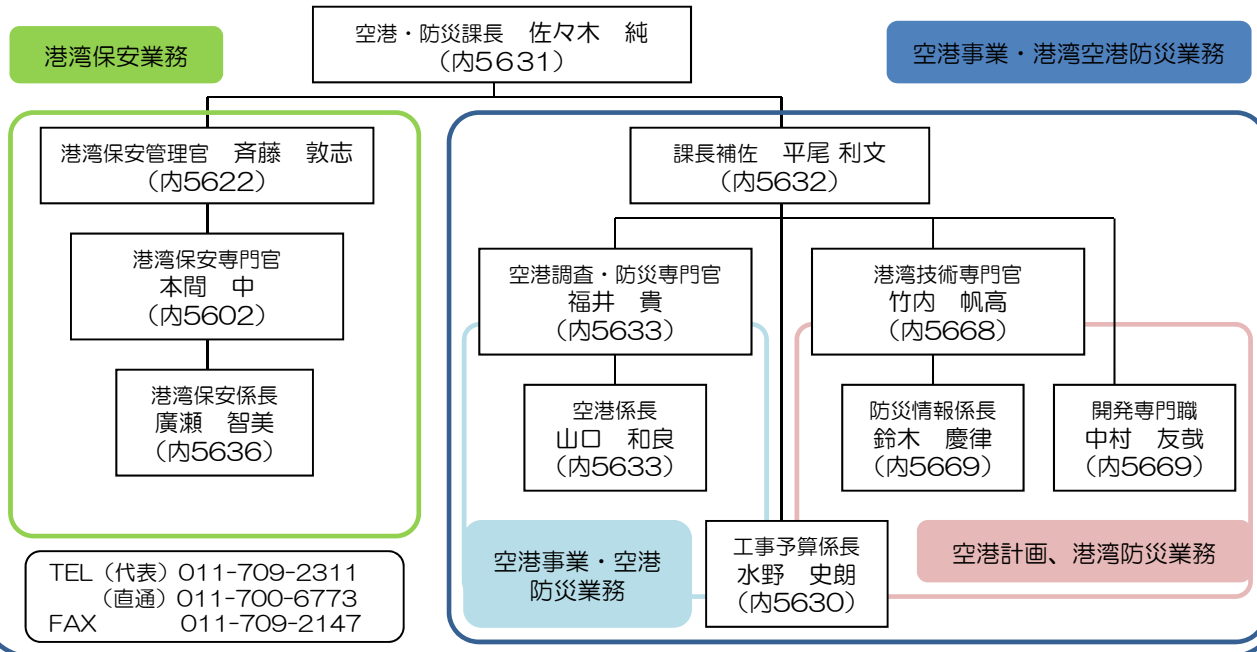 港湾保安業務
空港・防災課長　佐々木　純
（内5631）
空港事業・港湾空港防災業務
港湾保安管理官　斉藤　敦志
（内5622）
港湾保安専門官
本間　中
（内5602）
港湾保安係長
廣瀬　智美
（内5636）
課長補佐　平尾 利文
（内5632）
空港調査・防災専門官
福井　貴
（内5633）
港湾技術専門官
竹内　帆高
（内5668）
空港係長
山口　和良
（内5633）
防災情報係長
鈴木　慶律
（内5669）
開発専門職
中村　友哉
（内5669）
空港事業・空港
防災業務
工事予算係長
水野　史朗
（内5630）
空港計画、港湾防災業務
TEL（代表）011-709-2311
（直通）011-700-6773
FAX　011-709-2147